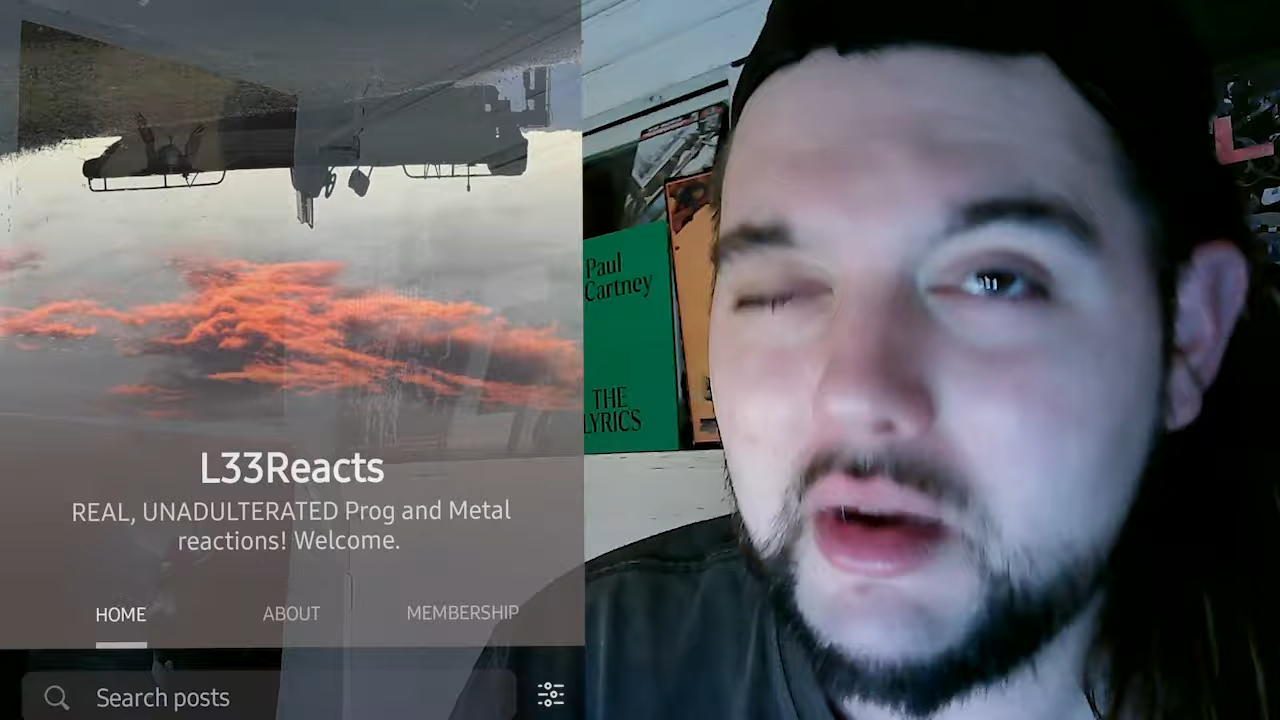 L33Reacts
REAL, UNADULTERATED Prog and Metal
reactions! Welcome.
HOME
ABOUT
MEMBERSHIP
Search posts
Paul
Cartney
THE
LYRICS